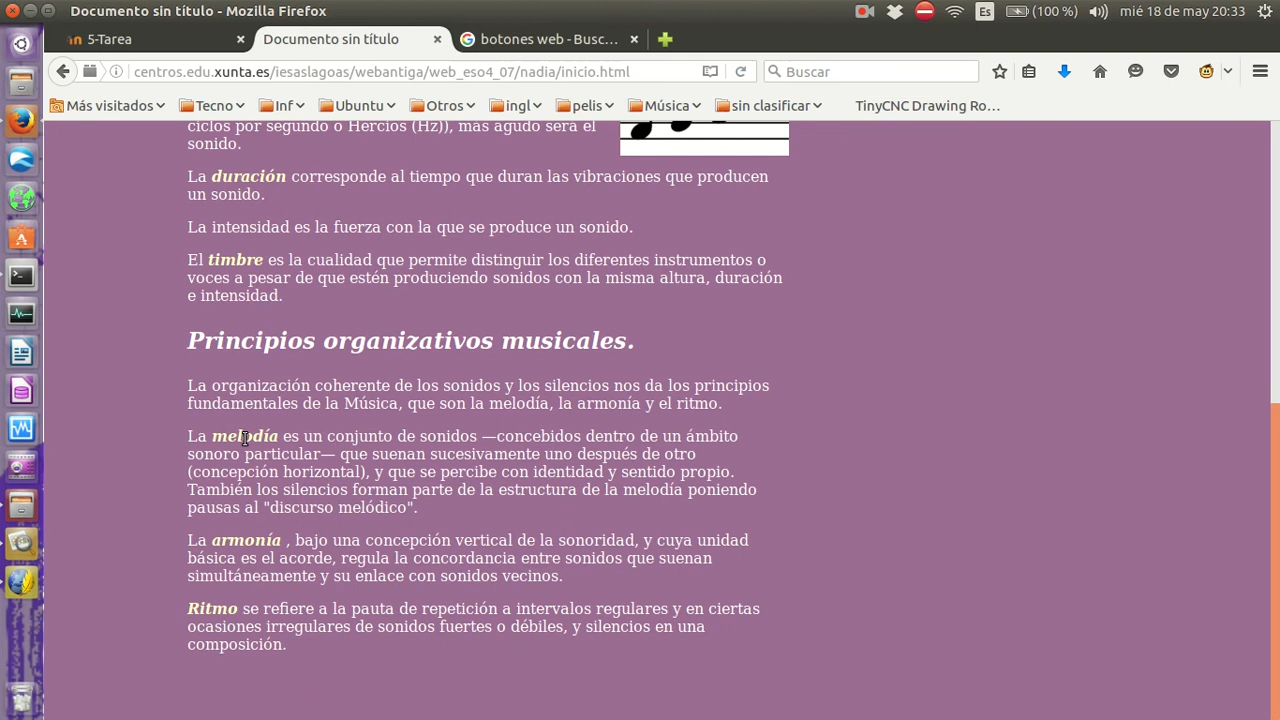 Documento sin título - Mozilla Firefox
Es
(100 %)
mié 18 de may 20:33
5-Tarea
Documento sin título
botones web - Busc...
centros.edu.xunta.es/iesaslagoas/webantiga/web_eso4_07/nadia/inicio.html
Buscar
Más visitados
Tecno
Inf
Ubuntu
Otros
ingl
pelis
Música
sin clasificar
TinyCNC Drawing Ro...
ciclos por segundo o Hercios (Hz)), mas agudo será el
sonido.
La duración corresponde al tiempo que duran las vibraciones que producen
un sonido.
La intensidad es la fuerza con la que se produce un sonido.
El timbre es la cualidad que permite distinguir los diferentes instrumentos o
voces a pesar de que estén produciendo sonidos con la misma altura, duración
e intensidad.
Principios organizativos musicales.
La organización coherente de los sonidos y los silencios nos da los principios
fundamentales de la Música, que son la melodía, la armonía y el ritmo.
La melodía es un conjunto de sonidos —concebidos dentro de un ámbito
sonoro particular— que suenan sucesivamente uno después de otro
(concepción horizontal), y que se percibe con identidad y sentido propio.
También los silencios forman parte de la estructura de la melodía poniendo
pausas al "discurso melódico".
La armonía , bajo una concepción vertical de la sonoridad, y cuya unidad
básica es el acorde, regula la concordancia entre sonidos que suenan
simultáneamente y su enlace con sonidos vecinos.
Ritmo se refiere a la pauta de repetición a intervalos regulares y en ciertas
ocasiones irregulares de sonidos fuertes o débiles, y silencios en una
composición.